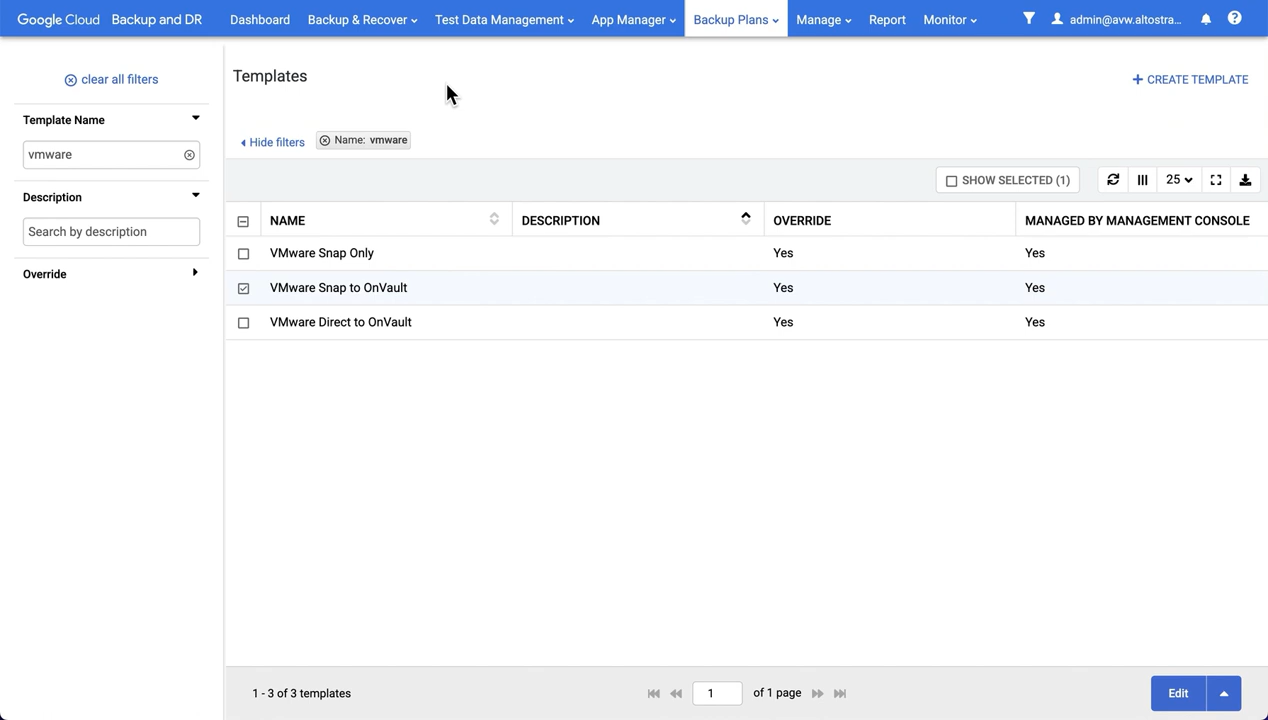 Google Cloud Backup and DR Dashboard Backup & Recover Test Data Management App Manager Backup Plans Manage Report Monitor admin@avw.altostra...
clear all filters
Templates
+ CREATE TEMPLATE
Template Name
Hide filters
Name: vmware
vmware
SHOW SELECTED (1)
25
Description
Search by description
NAME DESCRIPTION OVERRIDE MANAGED BY MANAGEMENT CONSOLE
VMware Snap Only Yes Yes
Override
VMware Snap to OnVault Yes Yes
VMware Direct to OnVault Yes Yes
1 - 3 of 3 templates
1 of 1 page
Edit